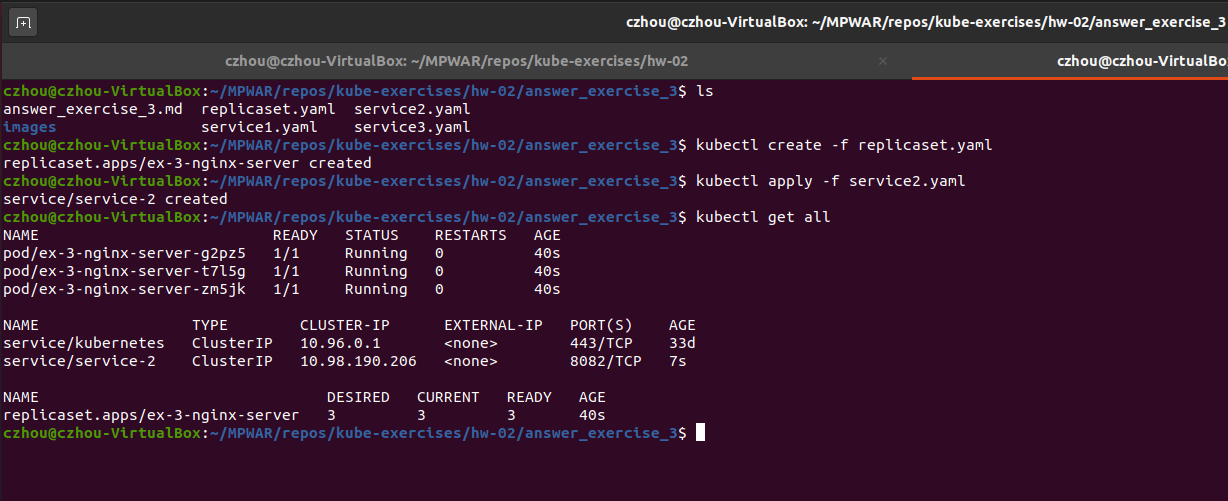 czhou@czhou-VirtualBox: ~/MPWAR/repos/kube-exercises/hw-02/answer_exercise_3
czhou@czhou-VirtualBox: ~/MPWAR/repos/kube-exercises/hw-02 × czhou@czhou-VirtualBo
czhou@czhou-VirtualBox:~/MPWAR/repos/kube-exercises/hw-02/answer_exercise_3$ ls
answer_exercise_3.md  replicaset.yaml  service2.yaml
images                service1.yaml    service3.yaml
czhou@czhou-VirtualBox:~/MPWAR/repos/kube-exercises/hw-02/answer_exercise_3$ kubectl create -f replicaset.yaml
replicaset.apps/ex-3-nginx-server created
czhou@czhou-VirtualBox:~/MPWAR/repos/kube-exercises/hw-02/answer_exercise_3$ kubectl apply -f service2.yaml
service/service-2 created
czhou@czhou-VirtualBox:~/MPWAR/repos/kube-exercises/hw-02/answer_exercise_3$ kubectl get all
NAME                          READY   STATUS    RESTARTS   AGE
pod/ex-3-nginx-server-g2pz5   1/1     Running   0          40s
pod/ex-3-nginx-server-t7l5g   1/1     Running   0          40s
pod/ex-3-nginx-server-zm5jk   1/1     Running   0          40s
NAME                 TYPE        CLUSTER-IP      EXTERNAL-IP   PORT(S)    AGE
service/kubernetes   ClusterIP   10.96.0.1       <none>        443/TCP    33d
service/service-2    ClusterIP   10.98.190.206   <none>        8082/TCP   7s
NAME                                DESIRED   CURRENT   READY   AGE
replicaset.apps/ex-3-nginx-server   3         3         3       40s
czhou@czhou-VirtualBox:~/MPWAR/repos/kube-exercises/hw-02/answer_exercise_3$